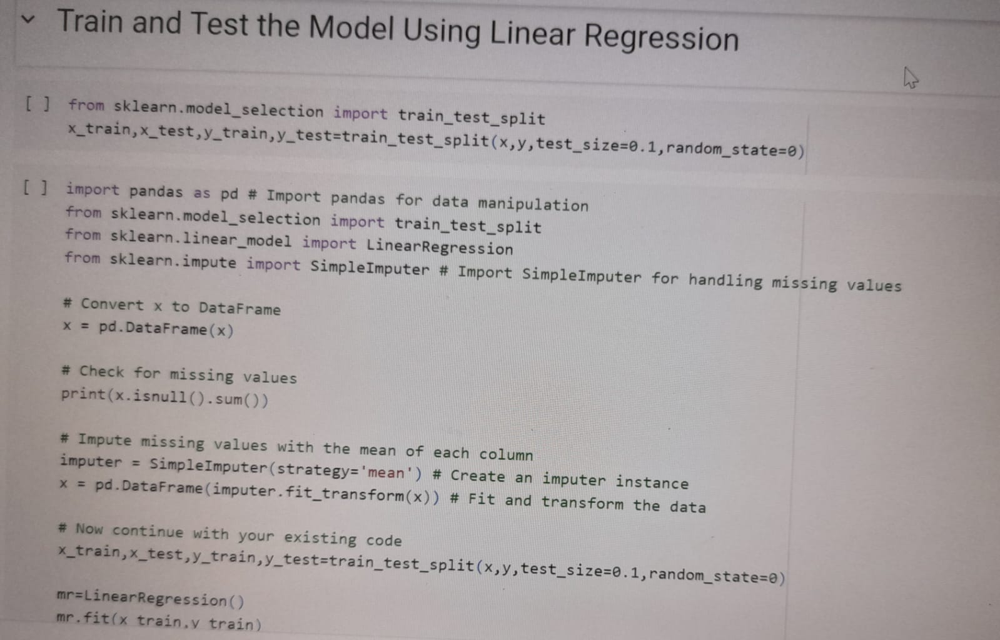 Train and Test the Model Using Linear Regression
[ ] from sklearn.model_selection import train_test_split
x_train,x_test,y_train,y_test=train_test_split(x,y,test_size=0.1,random_state=0)
[ ] import pandas as pd # Import pandas for data manipulation
from sklearn.model_selection import train_test_split
from sklearn.linear_model import LinearRegression
from sklearn.impute import SimpleImputer # Import SimpleImputer for handling missing values
# Convert x to DataFrame
x = pd.DataFrame(x)
# Check for missing values
print(x.isnull().sum())
# Impute missing values with the mean of each column
imputer = SimpleImputer(strategy='mean') # Create an imputer instance
x = pd.DataFrame(imputer.fit_transform(x)) # Fit and transform the data
# Now continue with your existing code
x_train,x_test,y_train,y_test=train_test_split(x,y,test_size=0.1,random_state=0)
mr=LinearRegression()
mr.fit(x_train,y_train)